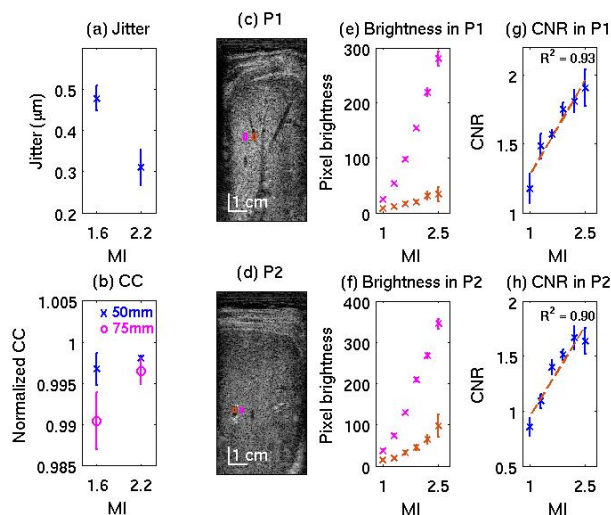 (a) Jitter
Jitter (μm)
0.5
0.4
0.3
0.2
1.6
2.2
MI
(b) CC
Normalized CC
1.005
1
0.995
0.99
0.985
50mm
75mm
1.6
2.2
MI
(c) P1
1 cm
(d) P2
1 cm
(e) Brightness in P1
Pixel brightness
300
200
100
0
1
2.5
MI
(f) Brightness in P2
Pixel brightness
400
300
200
100
0
1
2.5
MI
(g) CNR in P1
R² = 0.93
CNR
2
1.5
1
1
2.5
MI
(h) CNR in P2
R² = 0.90
CNR
2
1.5
1
0.5
1
2.5
MI